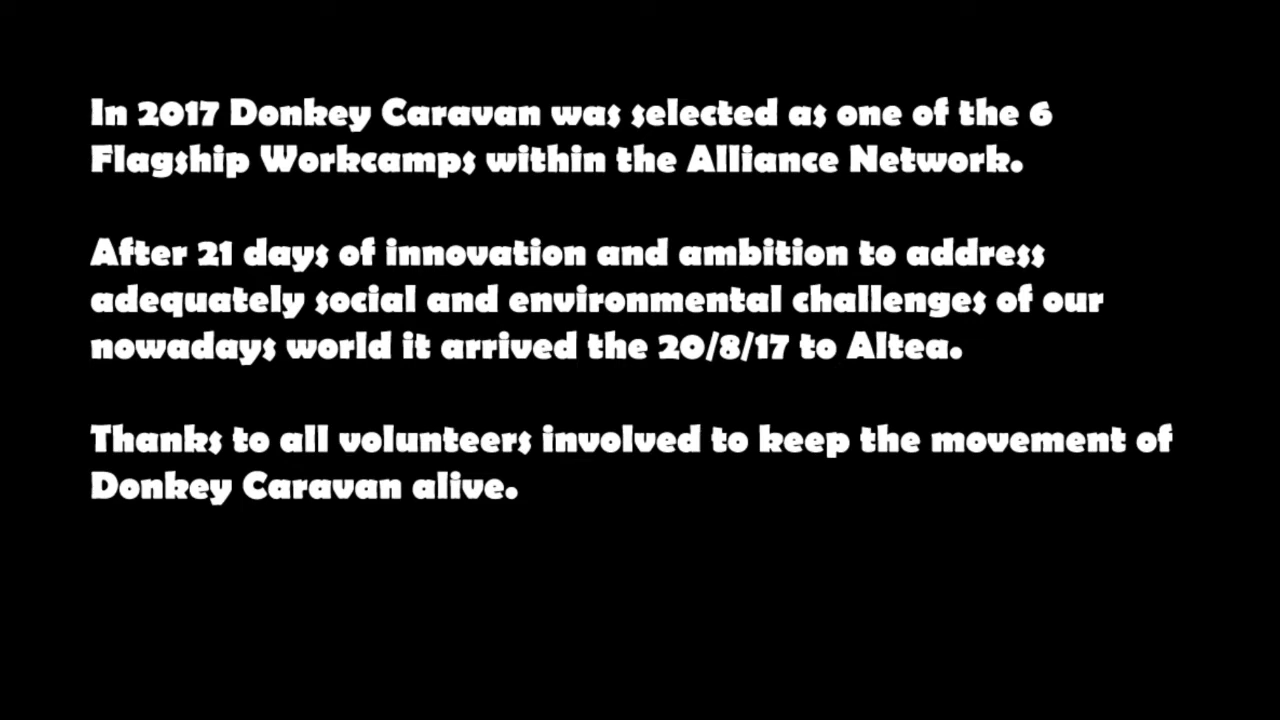 In 2017 Donkey Caravan was selected as one of the 6
Flagship Workcamps within the Alliance Network.
After 21 days of innovation and ambition to address
adequately social and environmental challenges of our
nowadays world it arrived the 20/8/17 to Altea.
Thanks to all volunteers involved to keep the movement of
Donkey Caravan alive.